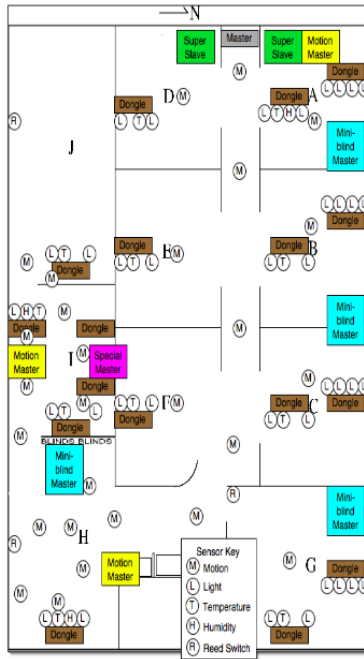 N
Super Slave
Master
Super Slave
Motion Master
M
Dongle
L L L L
Dongle
A
L T H L
M
Dongle
D
M
L T L
R
J
Mini-blind Master
M
L L L L
Dongle
M
Dongle
E
M
L T L
Dongle
B
L T L
L T L
M
Dongle
M
Mini-blind Master
L H T
M
Dongle
Dongle
M
M
Motion Master
I
M
Special Master
M
Dongle
M
L L L L
Dongle
M
L T L
Dongle
L T L
Dongle
F
M
Dongle
C
L T L
M
BLINDS BLINDS
M
Mini-blind Master
M
R
Mini-blind Master
M
M
M
M
R
H
M
Motion Master
M
M
L T H L
Dongle
Sensor Key
M Motion
L Light
T Temperature
H Humidity
R Reed Switch
M
G
Dongle
L L L L
L T L
Dongle